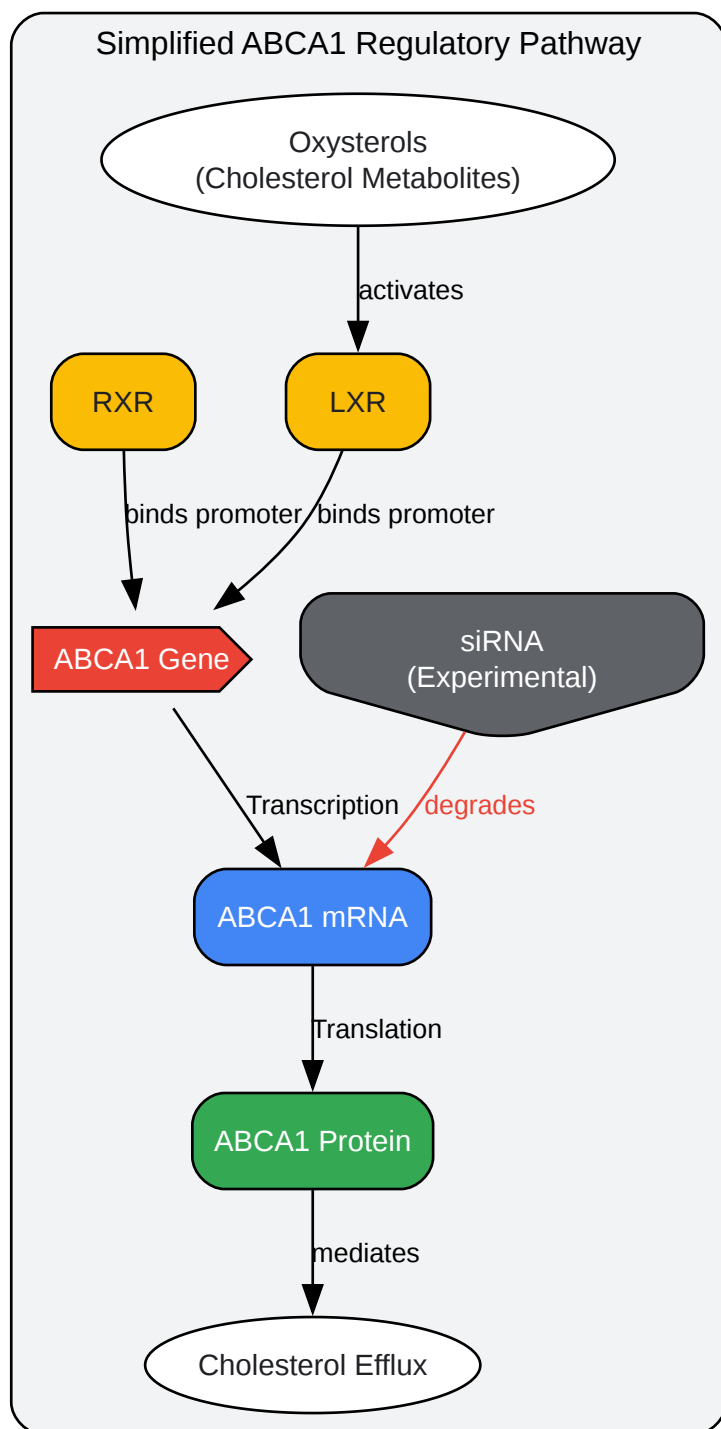 Simplified ABCA1 Regulatory Pathway
Oxysterols
(Cholesterol Metabolites)
activates
RXR
LXR
binds promoter
binds promoter
ABCA1 Gene
siRNA
(Experimental)
Transcription
degrades
ABCA1 mRNA
Translation
ABCA1 Protein
mediates
Cholesterol Efflux